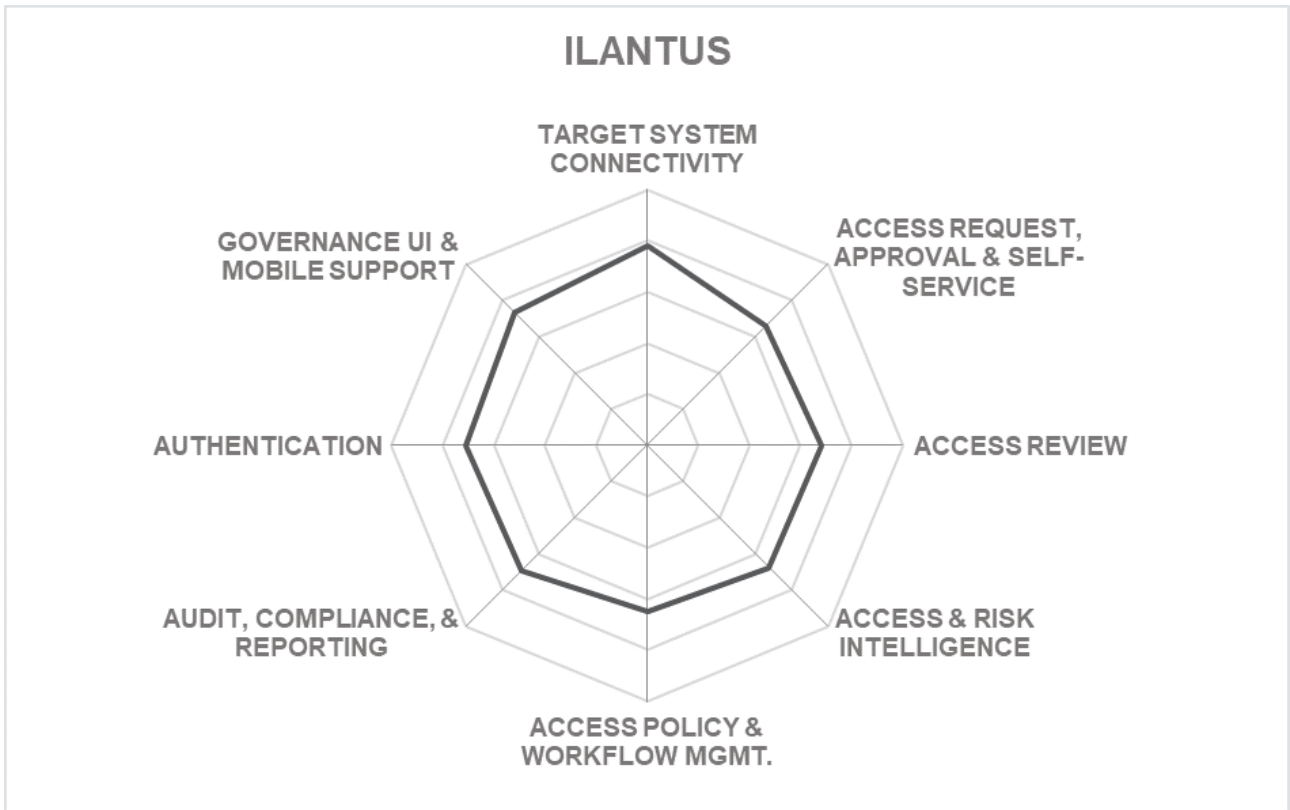 ILANTUS
TARGET SYSTEM
CONNECTIVITY
ACCESS REQUEST,
APPROVAL & SELF-
SERVICE
GOVERNANCE UI &
MOBILE SUPPORT
AUTHENTICATION
ACCESS REVIEW
AUDIT, COMPLIANCE, &
REPORTING
ACCESS & RISK
INTELLIGENCE
ACCESS POLICY &
WORKFLOW MGMT.